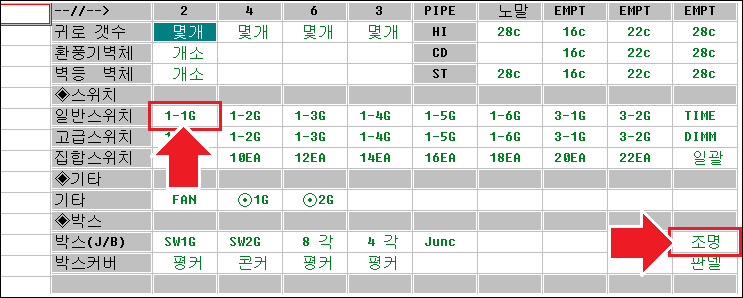 --//--> 2 4 6 3 PIPE 노말 EMPT EMPT EMPT
귀로 갯수 몇개 몇개 몇개 몇개 HI 28c 16c 22c 28c
환풍기벽체 개소 CD 16c 22c 28c
벽등 벽체 개소 ST 28c 16c 22c 28c
◈스위치
일반스위치 1-1G 1-2G 1-3G 1-4G 1-5G 1-6G 3-1G 3-2G TIME
고급스위치 1-2G 1-3G 1-4G 1-5G 1-6G 3-1G 3-2G DIMM
집합스위치 10EA 12EA 14EA 16EA 18EA 20EA 22EA 일괄
◈기타
기타 FAN ⊙1G ⊙2G
◈박스
박스(J/B) SW1G SW2G 8 각 4 각 Junc 조명
박스커버 평커 콘커 평커 평커 판넬